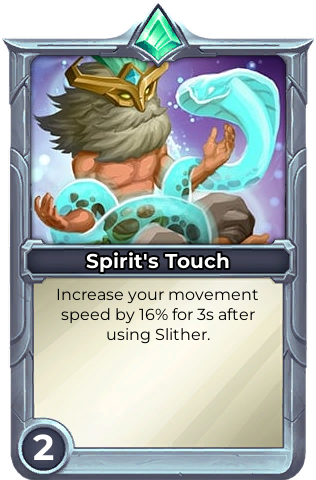 Spirit's Touch
Increase your movement
speed by 16% for 3s after
using Slither.
2